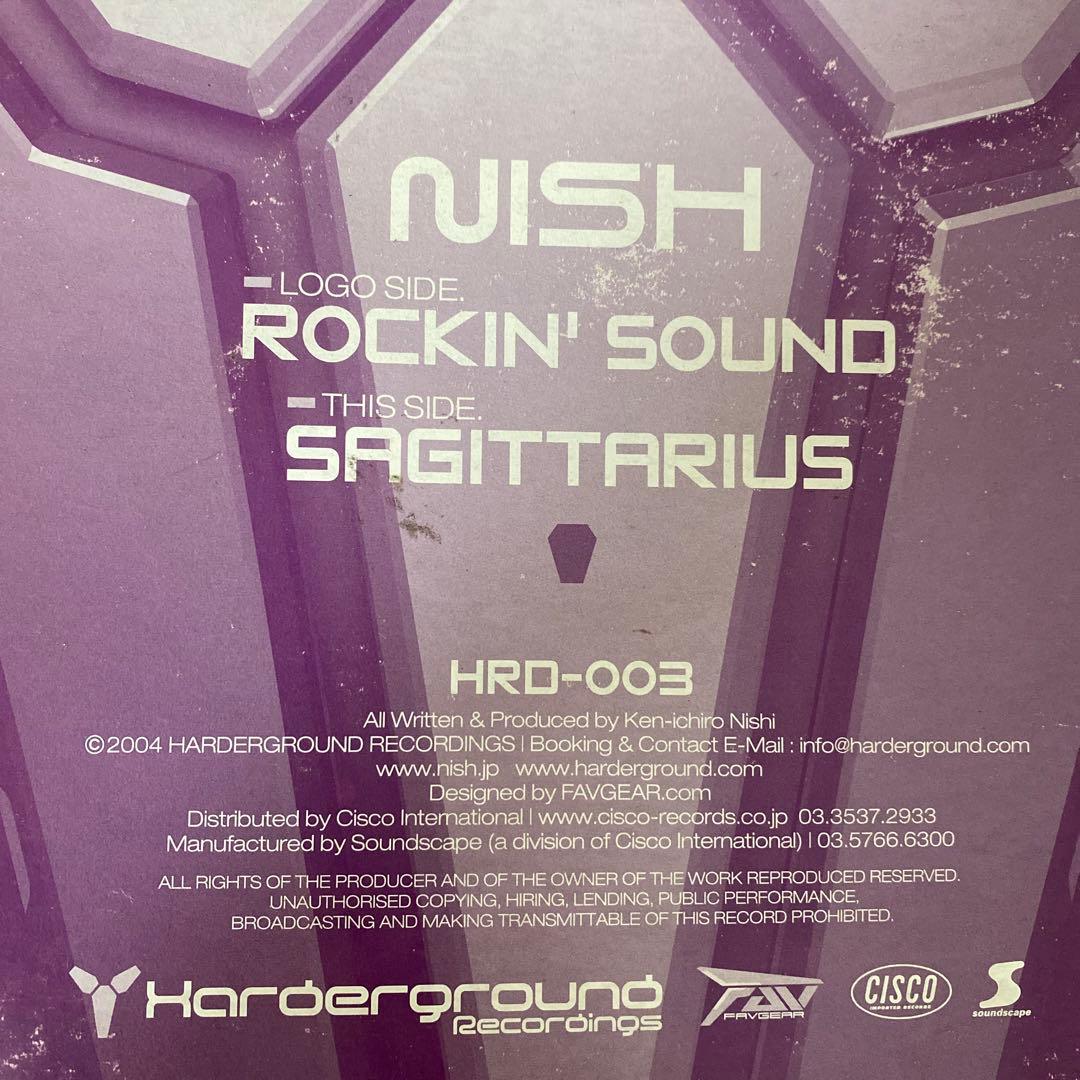 NISH
LOGO SIDE.
ROCKIN' SOUND
THIS SIDE.
SAGITTARIUS
HRD-003
All Written & Produced by Ken-ichiro Nishi
©2004 HARDERGROUND RECORDINGS | Booking & Contact E-Mail : info@harderground.com
www.nish.jp www.harderground.com
Designed by FAVGEAR.com
Distributed by Cisco International | www.cisco-records.co.jp 03.3537.2933
Manufactured by Soundscape (a division of Cisco International) | 03.5766.6300
ALL RIGHTS OF THE PRODUCER AND OF THE OWNER OF THE WORK REPRODUCED RESERVED.
UNAUTHORISED COPYING, HIRING, LENDING, PUBLIC PERFORMANCE,
BROADCASTING AND MAKING TRANSMITTABLE OF THIS RECORD PROHIBITED.
Harderground
Recordings
FAV
FAVGEAR
CISCO
IMPORTED RECORDS
soundscape